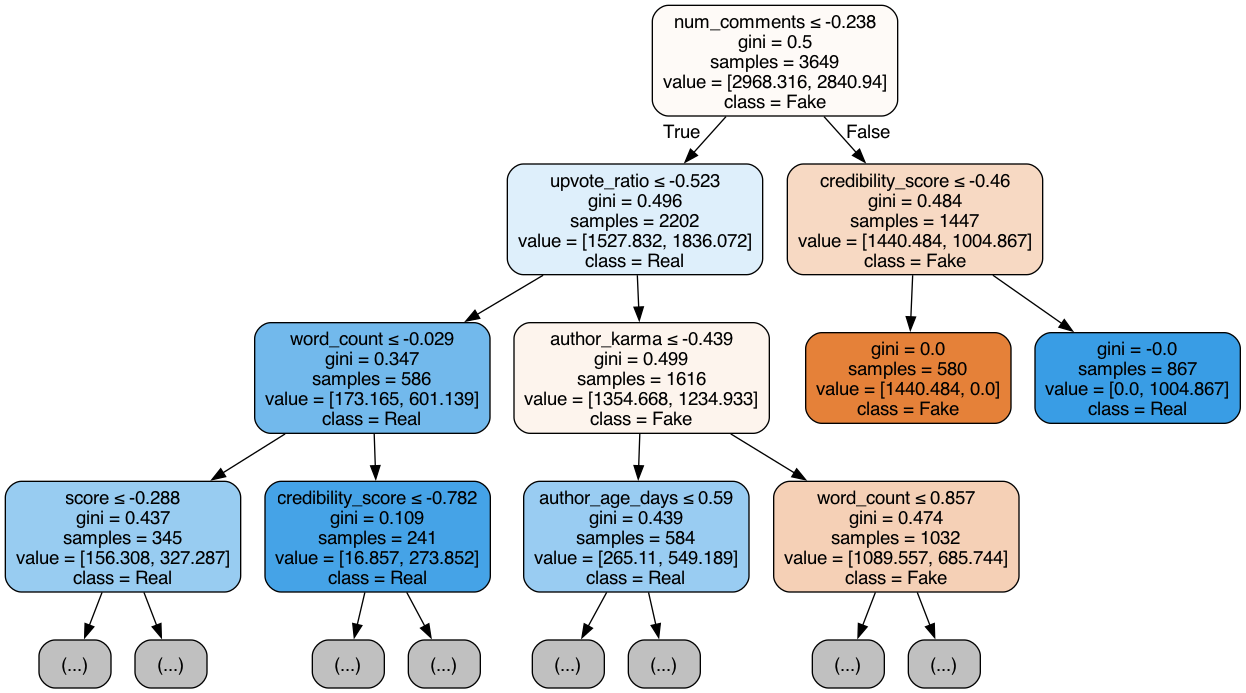 num_comments ≤ -0.238
gini = 0.5
samples = 3649
value = [2968.316, 2840.94]
class = Fake
True
False
upvote_ratio ≤ -0.523
gini = 0.496
samples = 2202
value = [1527.832, 1836.072]
class = Real
credibility_score ≤ -0.46
gini = 0.484
samples = 1447
value = [1440.484, 1004.867]
class = Fake
word_count ≤ -0.029
gini = 0.347
samples = 586
value = [173.165, 601.139]
class = Real
author_karma ≤ -0.439
gini = 0.499
samples = 1616
value = [1354.668, 1234.933]
class = Fake
gini = 0.0
samples = 580
value = [1440.484, 0.0]
class = Fake
gini = -0.0
samples = 867
value = [0.0, 1004.867]
class = Real
score ≤ -0.288
gini = 0.437
samples = 345
value = [156.308, 327.287]
class = Real
credibility_score ≤ -0.782
gini = 0.109
samples = 241
value = [16.857, 273.852]
class = Real
author_age_days ≤ 0.59
gini = 0.439
samples = 584
value = [265.11, 549.189]
class = Real
word_count ≤ 0.857
gini = 0.474
samples = 1032
value = [1089.557, 685.744]
class = Fake
(...)
(...)
(...)
(...)
(...)
(...)
(...)
(...)